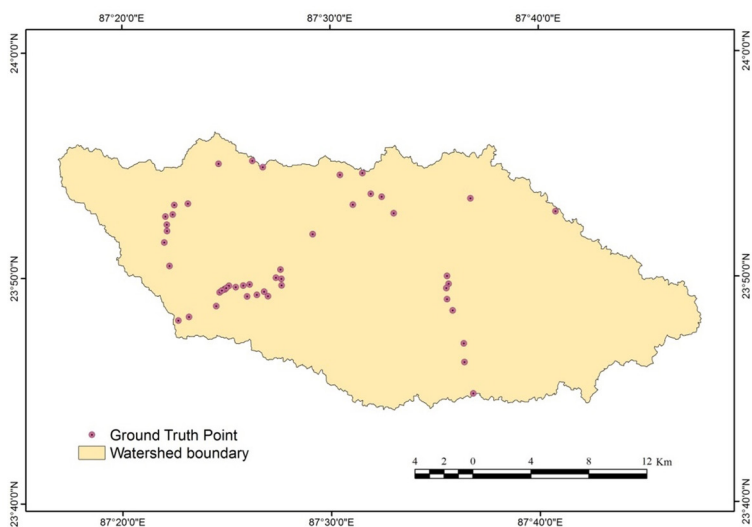 87°20'0"E 87°30'0"E 87°40'0"E
24°0'0"N 24°0'0"N
23°50'0"N 23°50'0"N
Ground Truth Point
Watershed boundary
4 2 0 4 8 12 Km
23°40'0"N 23°40'0"N
87°20'0"E 87°30'0"E 87°40'0"E